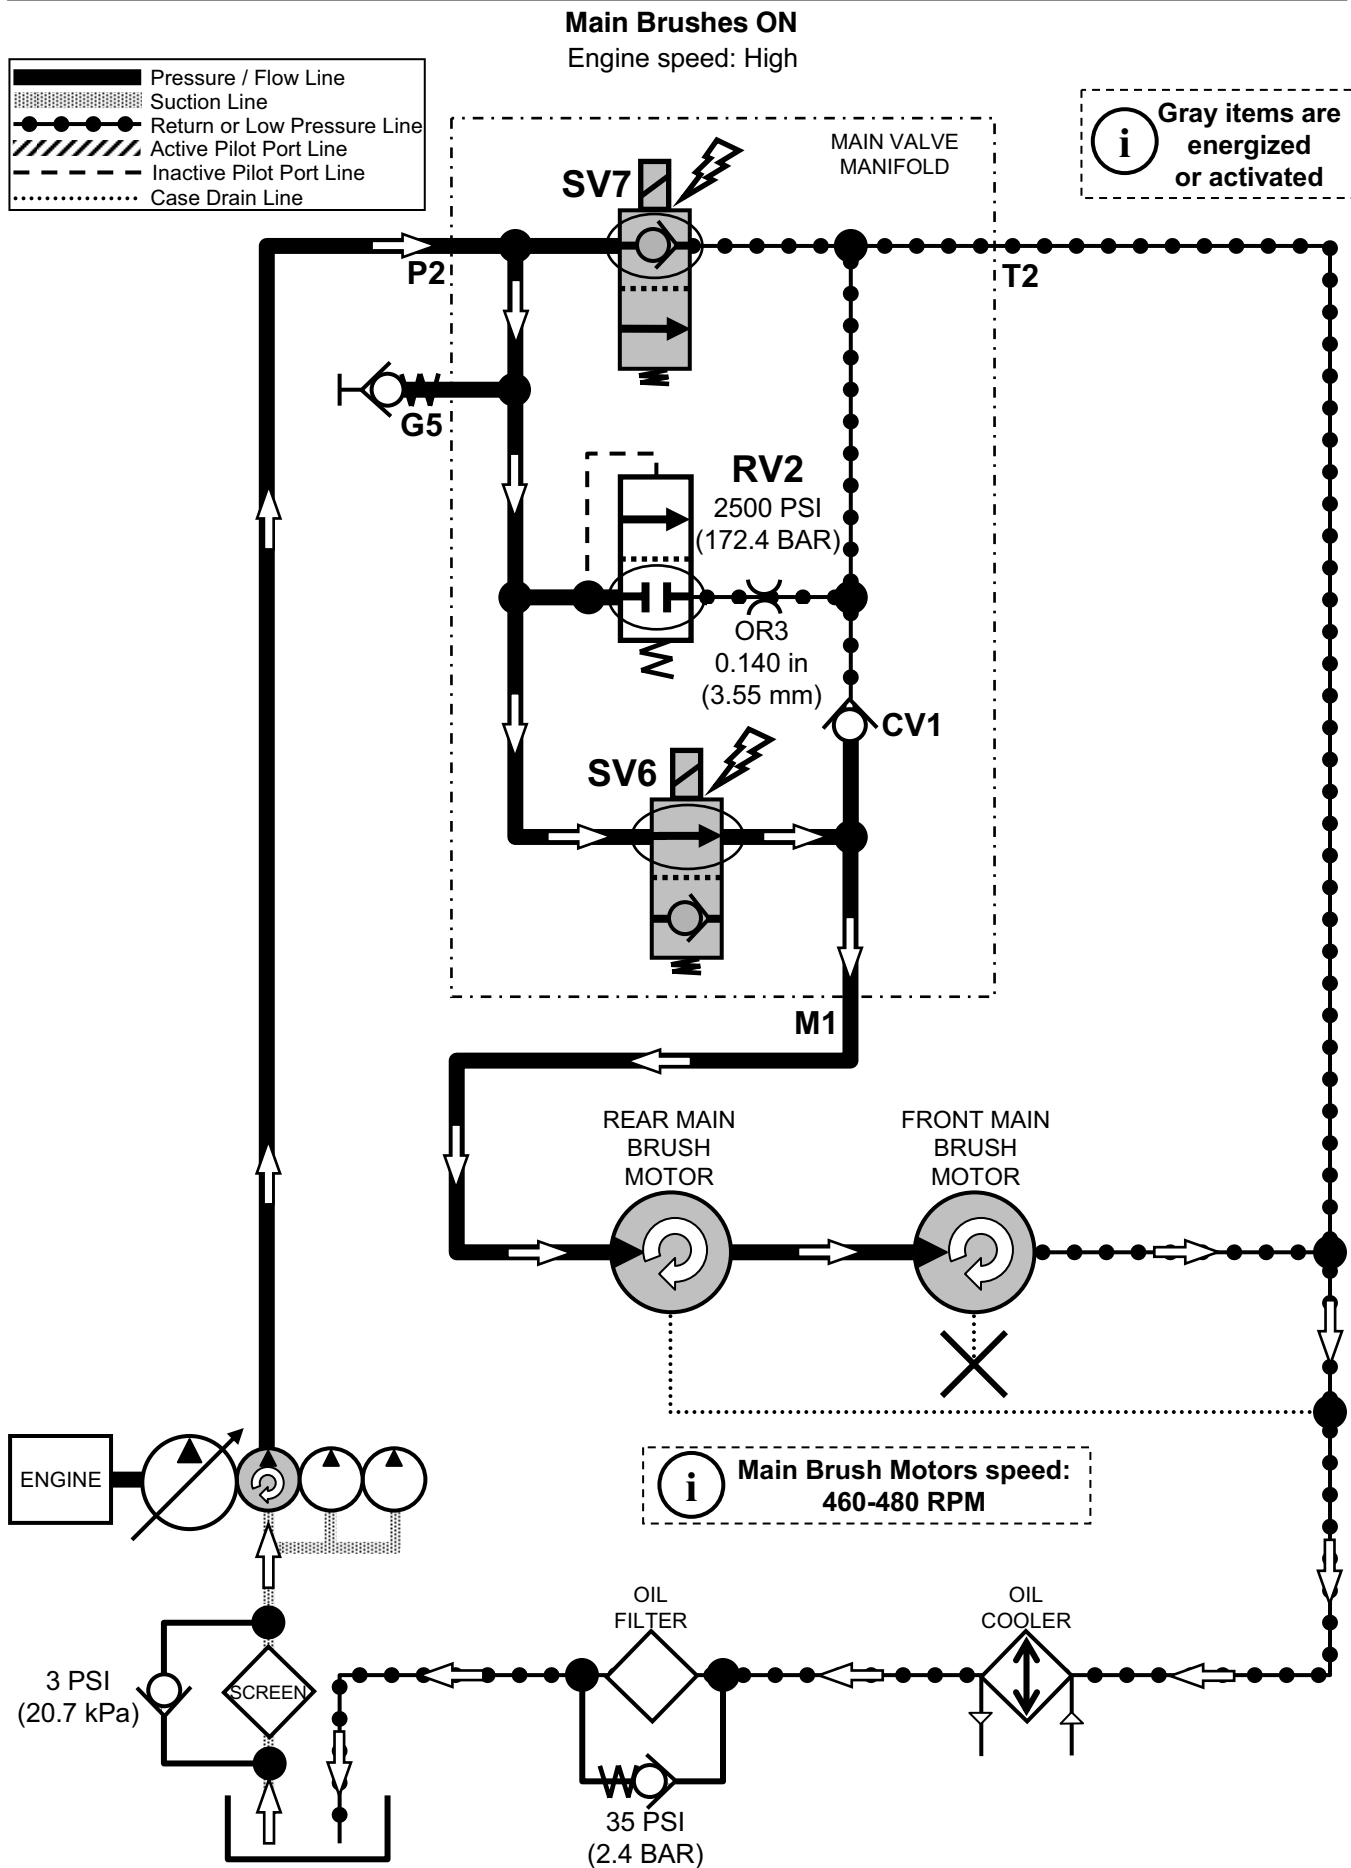 Main Brushes ON
Engine speed: High
Pressure / Flow Line
Suction Line
Return or Low Pressure Line
Active Pilot Port Line
Inactive Pilot Port Line
Case Drain Line
i
Gray items are
energized
or activated
MAIN VALVE
MANIFOLD
SV7
P2
T2
G5
RV2
2500 PSI
(172.4 BAR)
OR3
0.140 in
(3.55 mm)
CV1
SV6
M1
REAR MAIN
BRUSH
MOTOR
FRONT MAIN
BRUSH
MOTOR
ENGINE
i
Main Brush Motors speed:
460-480 RPM
OIL
FILTER
OIL
COOLER
3 PSI
(20.7 kPa)
SCREEN
35 PSI
(2.4 BAR)